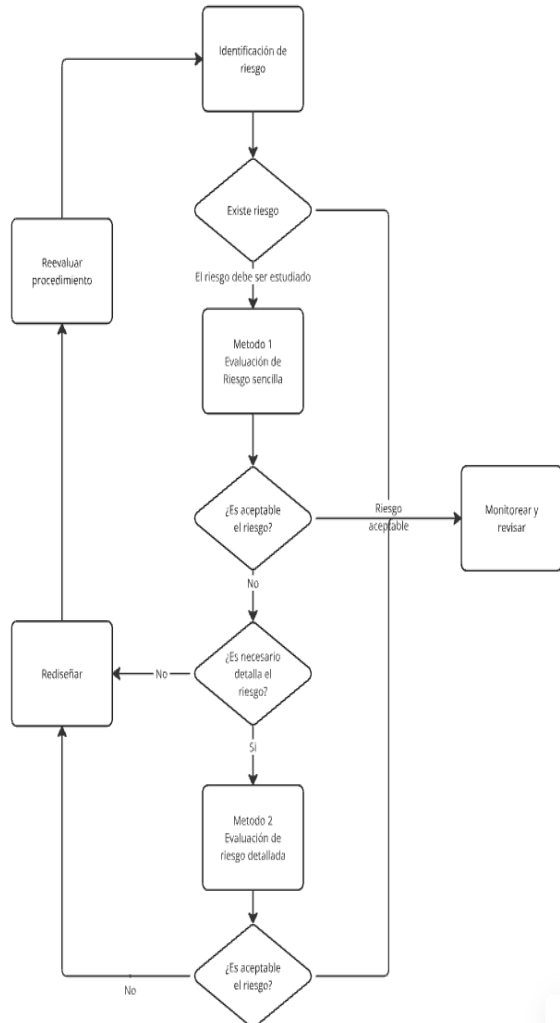 Identificación de
riesgo
Existe riesgo
El riesgo debe ser estudiado
Reevaluar
procedimiento
Metodo 1
Evaluación de
Riesgo sencilla
¿Es aceptable
el riesgo?
Riesgo
aceptable
Monitorear y
revisar
No
¿Es necesario
detalla el
riesgo?
No
Rediseñar
Si
Metodo 2
Evaluación de
riesgo detallada
¿Es aceptable
el riesgo?
No